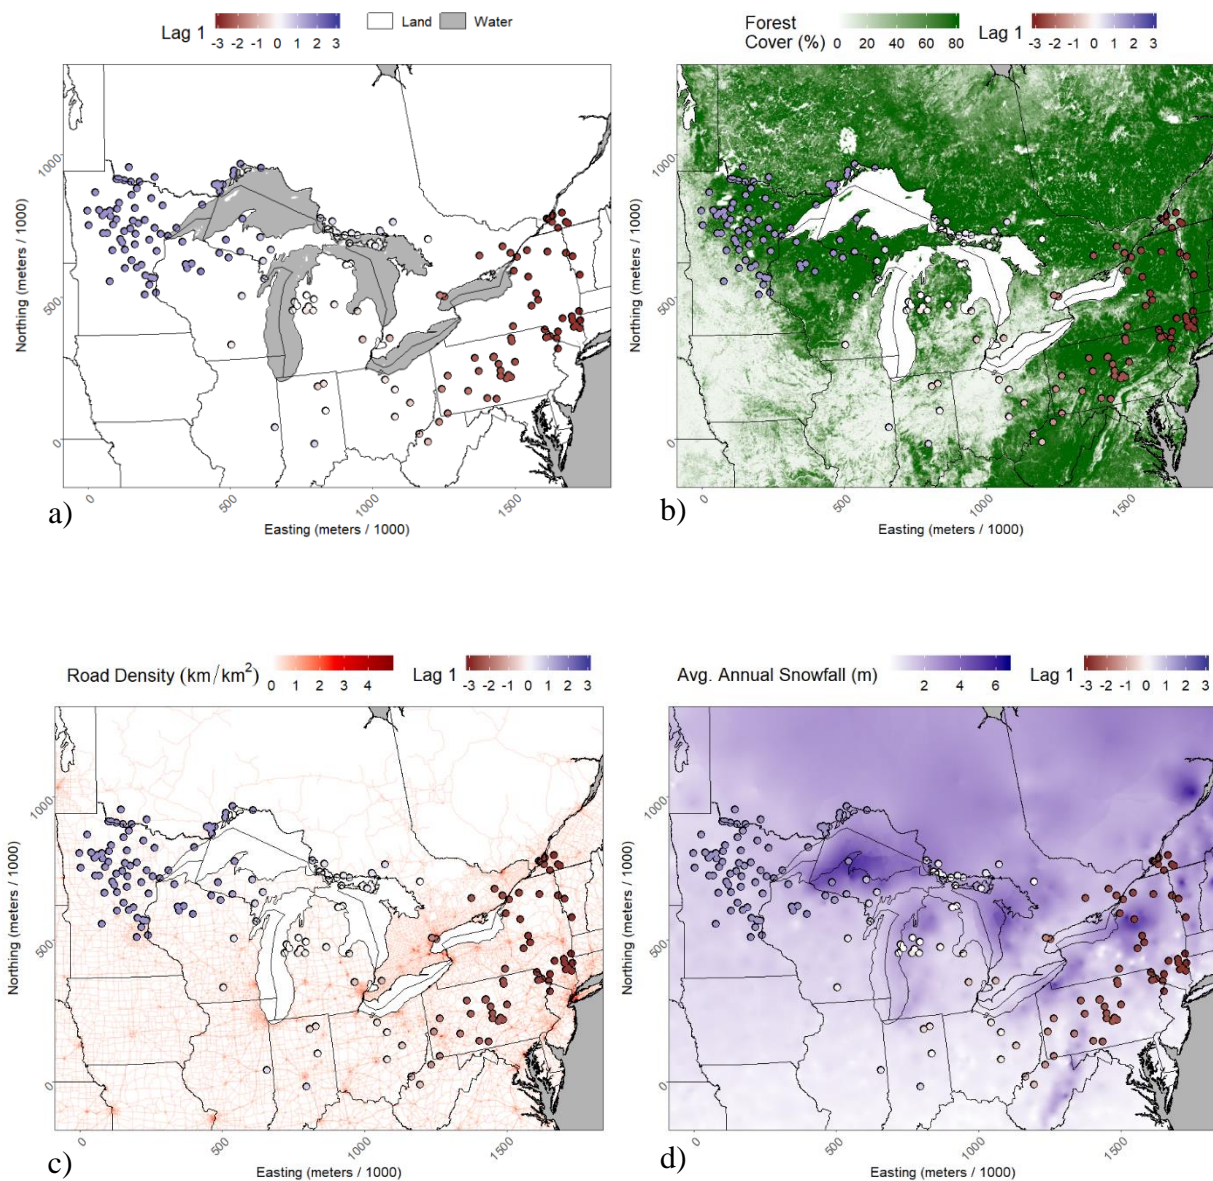 Lag 1
-3 -2 -1 0 1 2 3
Land
Water
Northing (meters / 1000)
1000
500
0
0
500
1000
1500
Easting (meters / 1000)
a)
Forest
Cover (%)
0 20 40 60 80
Lag 1
-3 -2 -1 0 1 2 3
Northing (meters / 1000)
1000
500
0
0
500
1000
1500
Easting (meters / 1000)
b)
Road Density (km/km²)
0 1 2 3 4
Lag 1
-3 -2 -1 0 1 2 3
Northing (meters / 1000)
1000
500
0
0
500
1000
1500
Easting (meters / 1000)
c)
Avg. Annual Snowfall (m)
2 4 6
Lag 1
-3 -2 -1 0 1 2 3
Northing (meters / 1000)
1000
500
0
0
500
1000
1500
Easting (meters / 1000)
d)